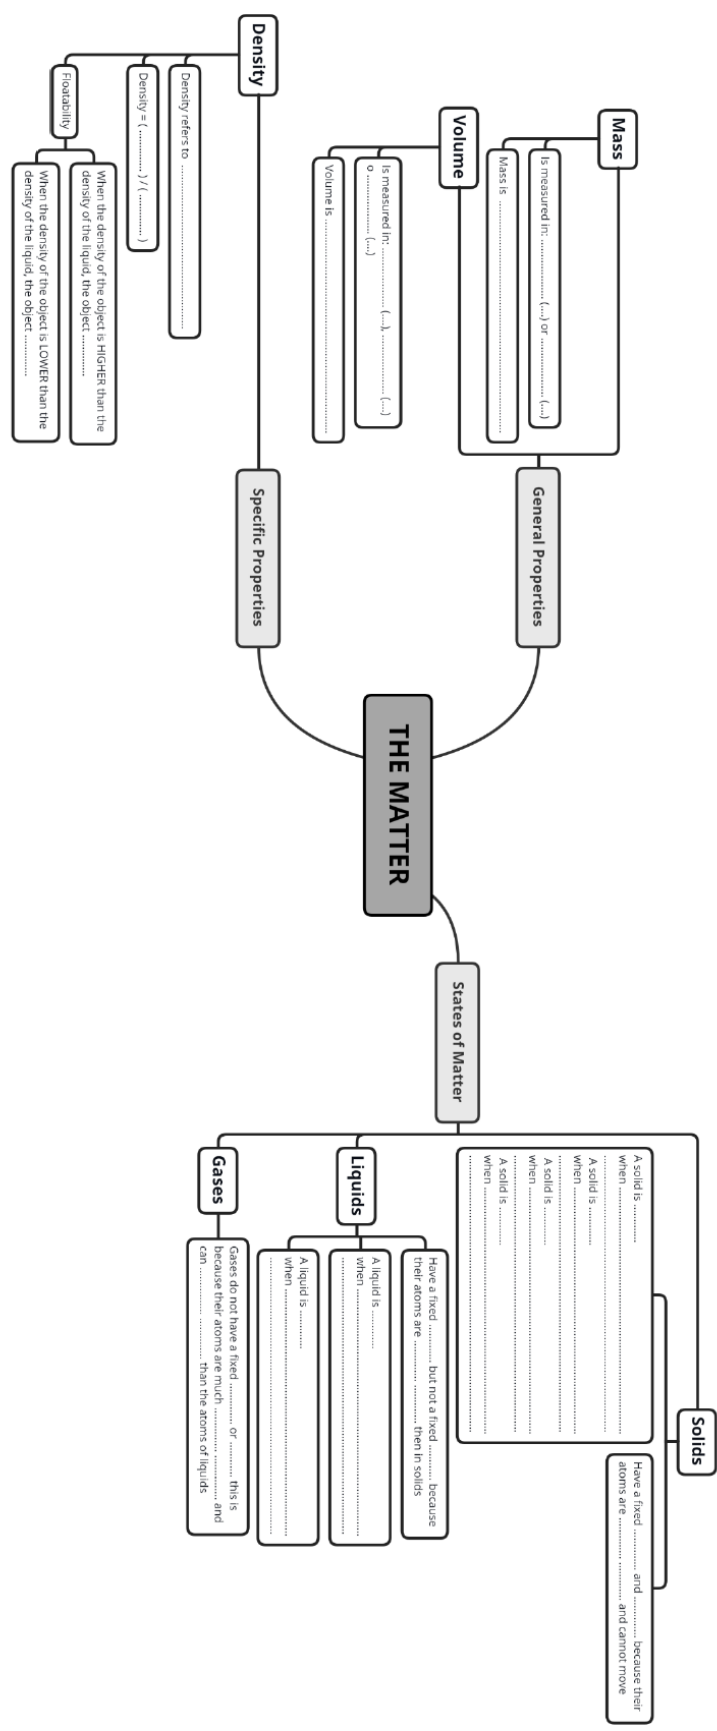 THE MATTER
General Properties
Mass
Is measured in: .................. (....) or .................. (....)
Mass is ..................................................................
Volume
Is measured in: .................. (....), .................. (....)
o .................. (....)
Volume is ..................................................................
Specific Properties
Density
Density refers to ..................................................
Density = ( .............. ) / ( .............. )
Floatability
When the density of the object is HIGHER than the
density of the liquid, the object ..............
When the density of the object is LOWER than the
density of the liquid, the object ..............
States of Matter
Solids
A solid is ............
when ............................................................
............................................................
A solid is ............
when ............................................................
............................................................
A solid is ............
when ............................................................
............................................................
A solid is ............
when ............................................................
............................................................
Have a fixed ............ and ............ because their
atoms are ............ ............ and cannot move
Liquids
Have a fixed ............ but not a fixed ............ because
their atoms are ............ ............ then in solids
A liquid is ............
when ............................................................
............................................................
A liquid is ............
when ............................................................
............................................................
Gases
Gases do not have a fixed ............ or ............ this is
because their atoms are much ............ ............ and
can ............ ............ than the atoms of liquids